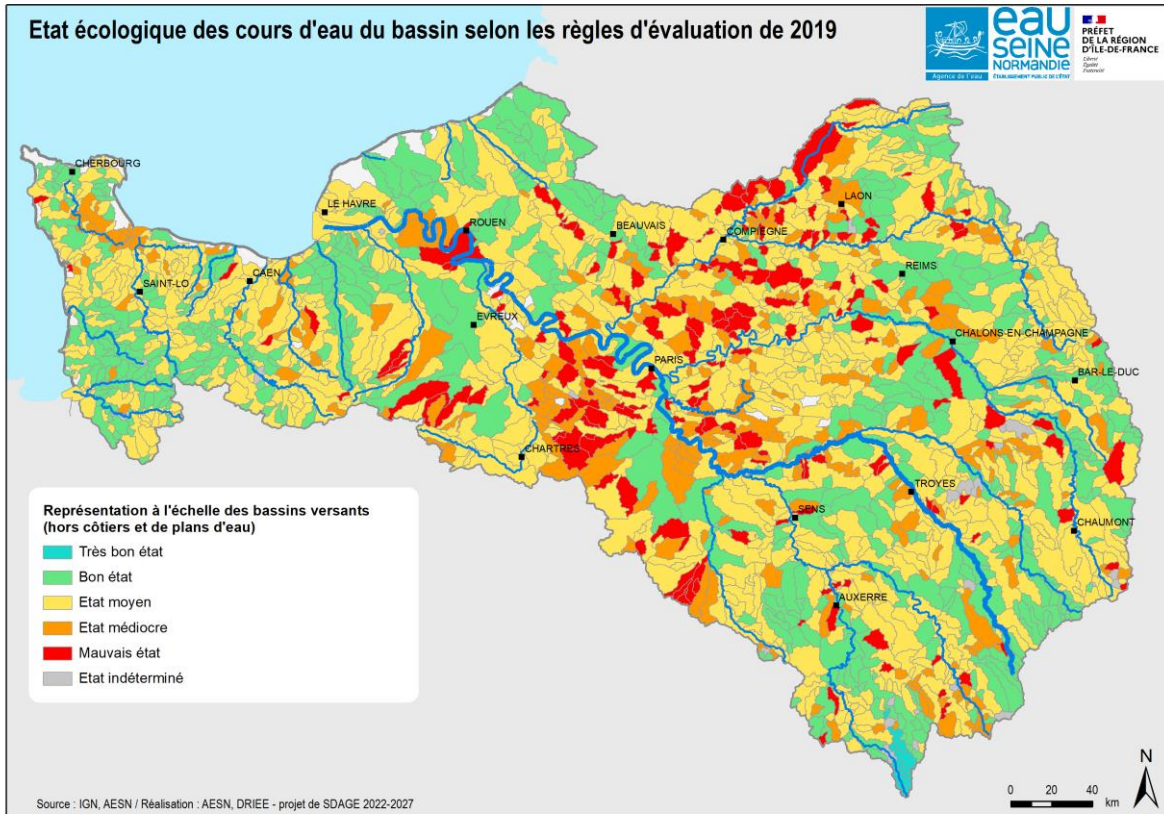 Etat écologique des cours d'eau du bassin selon les règles d'évaluation de 2019
eau
SEINE
NORMANDIE
Agence de l'eau
ÉTABLISSEMENT PUBLIC DE L'ÉTAT
PRÉFET
DE LA RÉGION
D'ÎLE-DE-FRANCE
Liberté
Égalité
Fraternité
CHERBOURG
LE HAVRE
ROUEN
BEAUVAIS
COMPIEGNE
LAON
REIMS
SAINT-LO
CAEN
EVREUX
PARIS
CHALONS-EN-CHAMPAGNE
BAR-LE-DUC
CHARTRES
TROYES
SENS
CHAUMONT
AUXERRE
Représentation à l'échelle des bassins versants
(hors côtiers et de plans d'eau)
Très bon état
Bon état
Etat moyen
Etat médiocre
Mauvais état
Etat indéterminé
Source : IGN, AESN / Réalisation : AESN, DRIEE - projet de SDAGE 2022-2027
N
0 20 40
km